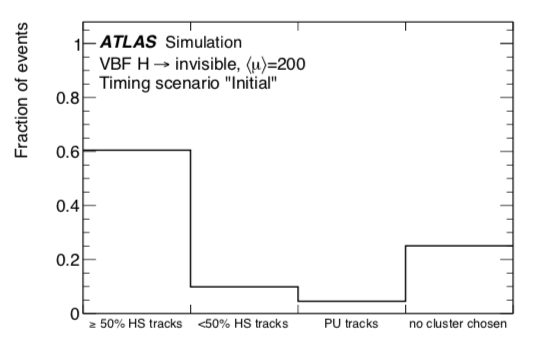 Fraction of events
1
0.8
0.6
0.4
0.2
0
ATLAS Simulation
VBF H → invisible, ⟨μ⟩=200
Timing scenario "Initial"
≥ 50% HS tracks
<50% HS tracks
PU tracks
no cluster chosen